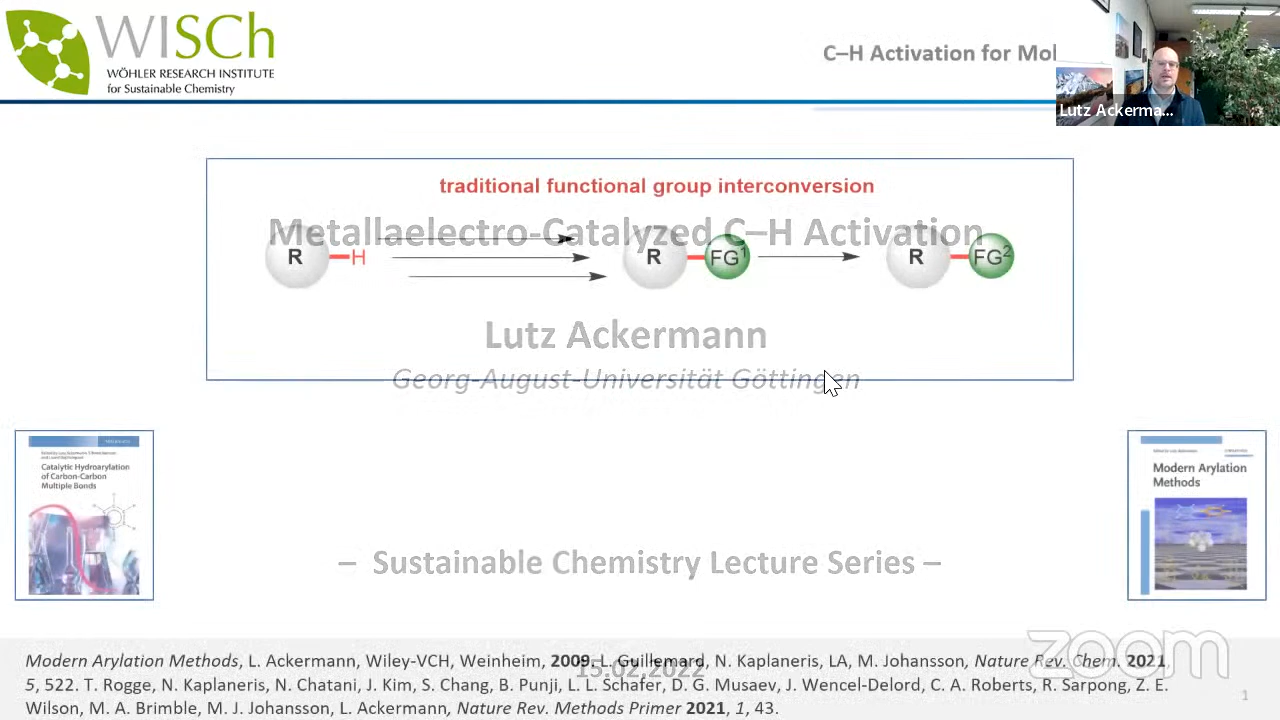 WISCh
WÖHLER RESEARCH INSTITUTE
for Sustainable Chemistry
C–H Activation for Mol
Lutz Ackerma...
traditional functional group interconversion
Metallaelectro-Catalyzed C–H Activation
R H R FG1 R FG2
Lutz Ackermann
Georg-August-Universität Göttingen
Catalytic Hydroarylation
of Carbon-Carbon
Multiple Bonds
Modern Arylation
Methods
– Sustainable Chemistry Lecture Series –
zoom
Modern Arylation Methods, L. Ackermann, Wiley-VCH, Weinheim, 2009. L. Guillemard, N. Kaplaneris, LA, M. Johansson, Nature Rev. Chem. 2021,
15.02.2022
5, 522. T. Rogge, N. Kaplaneris, N. Chatani, J. Kim, S. Chang, B. Punji, L. L. Schafer, D. G. Musaev, J. Wencel-Delord, C. A. Roberts, R. Sarpong, Z. E.
Wilson, M. A. Brimble, M. J. Johansson, L. Ackermann, Nature Rev. Methods Primer 2021, 1, 43.
1